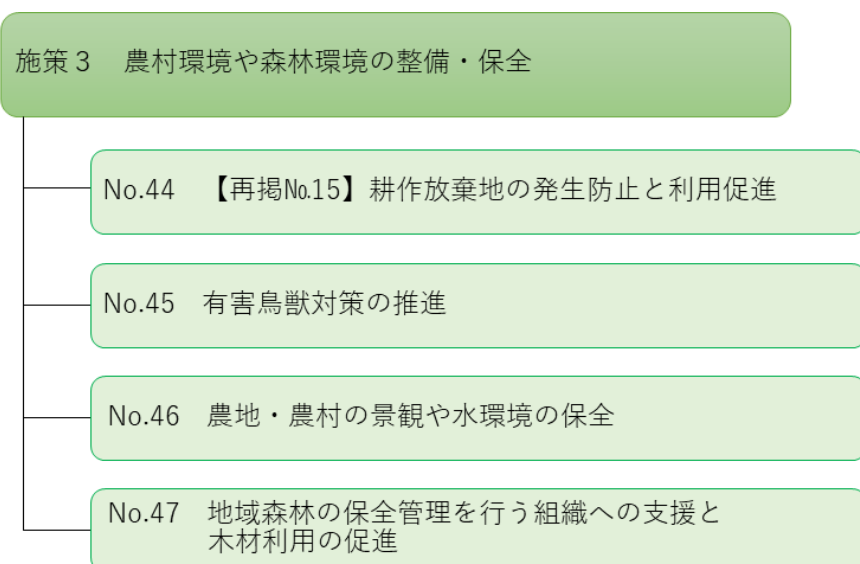 施策３　農村環境や森林環境の整備・保全
No.44　【再掲№15】耕作放棄地の発生防止と利用促進
No.45　有害鳥獣対策の推進
No.46　農地・農村の景観や水環境の保全
No.47　地域森林の保全管理を行う組織への支援と
木材利用の促進